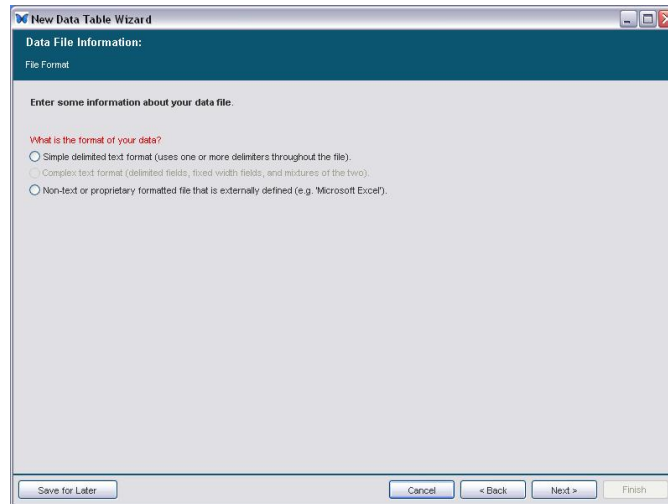 New Data Table Wizard
Data File Information:
File Format
Enter some information about your data file.
What is the format of your data?
Simple delimited text format (uses one or more delimiters throughout the file).
Complex text format (delimited fields, fixed width fields, and mixtures of the two).
Non-text or proprietary formatted file that is externally defined (e.g. 'Microsoft Excel').
Save for Later Cancel < Back Next > Finish